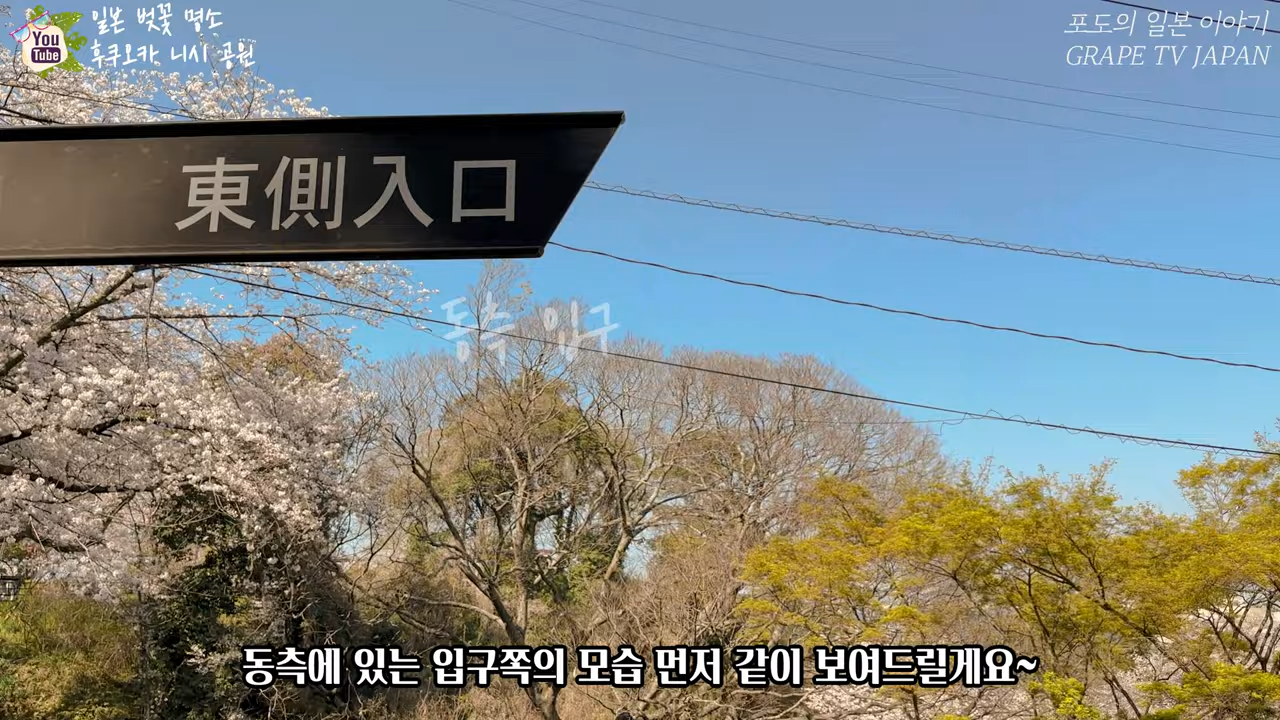 You
Tube
일본 벚꽃 명소
후쿠오카 니시 공원
포도의 일본 이야기
GRAPE TV JAPAN
東側入口
동측 입구
동측에 있는 입구쪽의 모습 먼저 같이 보여드릴게요~